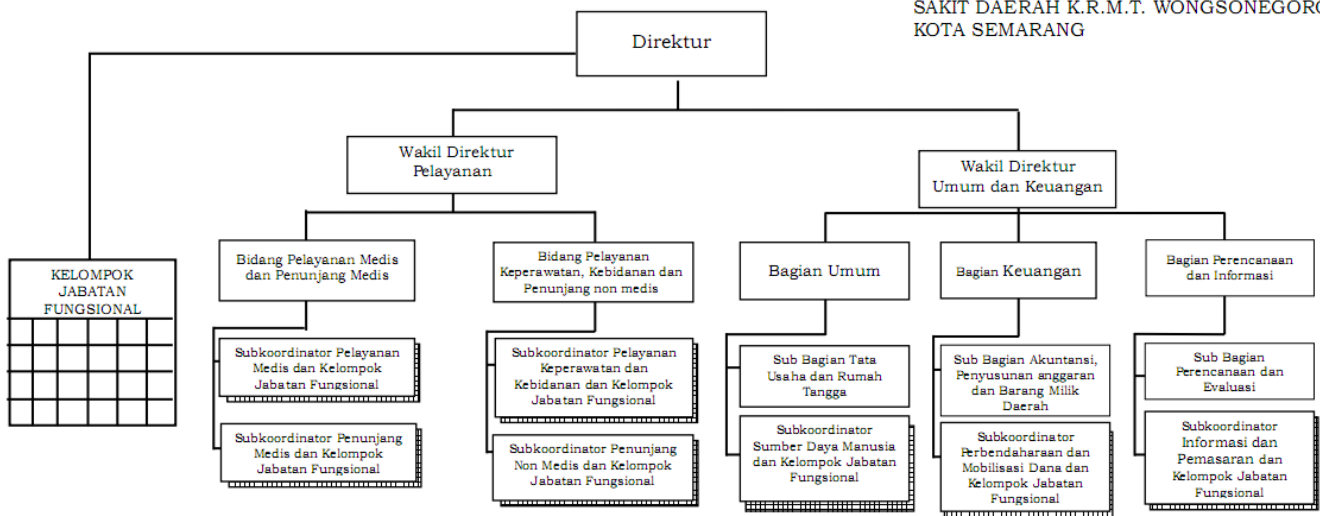 SAKIT DAERAH K.R.M.T. WONGSONEGORO
KOTA SEMARANG
Direktur
Wakil Direktur
Pelayanan
Wakil Direktur
Umum dan Keuangan
KELOMPOK
JABATAN
FUNGSIONAL
Bidang Pelayanan Medis
dan Penunjang Medis
Bidang Pelayanan
Keperawatan, Kebidanan dan
Penunjang non medis
Bagian Umum
Bagian Keuangan
Bagian Perencanaan
dan Informasi
Subkoordinator Pelayanan
Medis dan Kelompok
Jabatan Fungsional
Subkoordinator Pelayanan
Keperawatan dan
Kebidanan dan Kelompok
Jabatan Fungsional
Sub Bagian Tata
Usaha dan Rumah
Tangga
Sub Bagian Akuntansi,
Penyusunan anggaran
dan Barang Milik
Daerah
Sub Bagian
Perencanaan dan
Evaluasi
Subkoordinator Penunjang
Medis dan Kelompok
Jabatan Fungsional
Subkoordinator Penunjang
Non Medis dan Kelompok
Jabatan Fungsional
Subkoordinator
Sumber Daya Manusia
dan Kelompok Jabatan
Fungsional
Subkoordinator
Perbendaharaan dan
Mobilisasi Dana dan
Kelompok Jabatan
Fungsional
Subkoordinator
Informasi dan
Pemasaran dan
Kelompok Jabatan
Fungsional